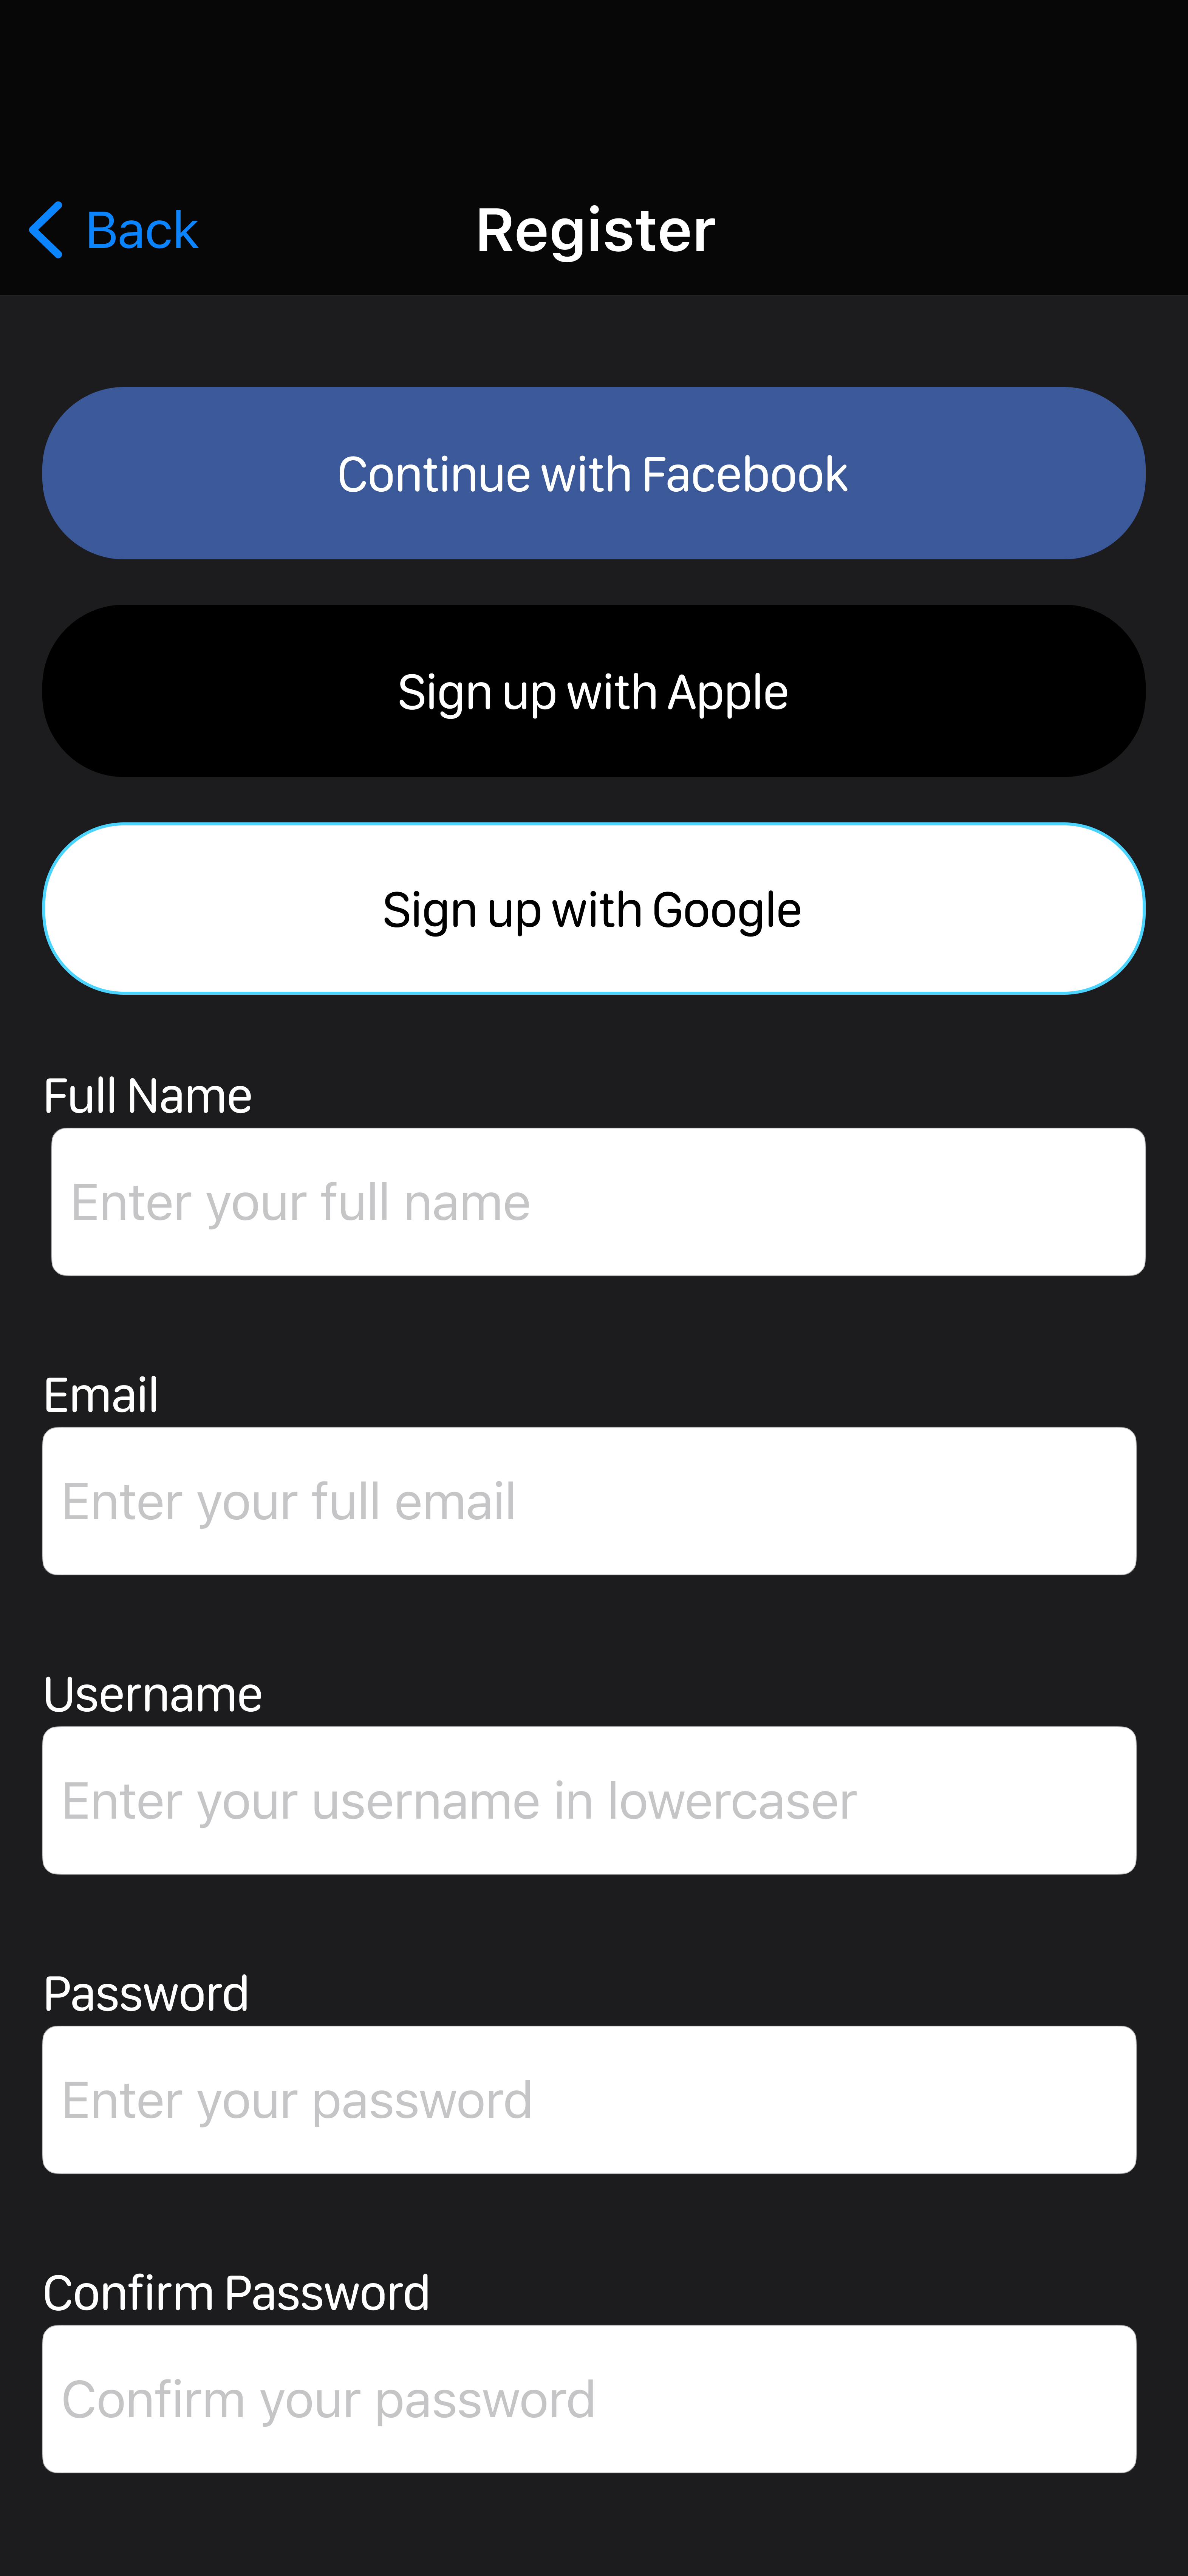 Back
Register
Continue with Facebook
Sign up with Apple
Sign up with Google
Full Name
Enter your full name
Email
Enter your full email
Username
Enter your username in lowercaser
Password
Enter your password
Confirm Password
Confirm your password